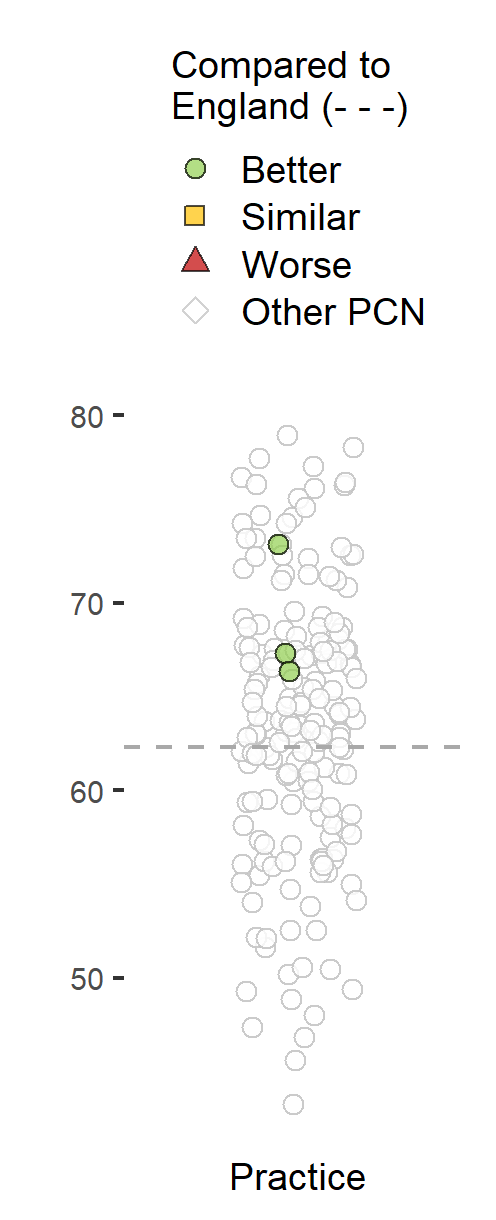 Compared to
England (- - -)
Better
Similar
Worse
Other PCN
80
70
60
50
Practice